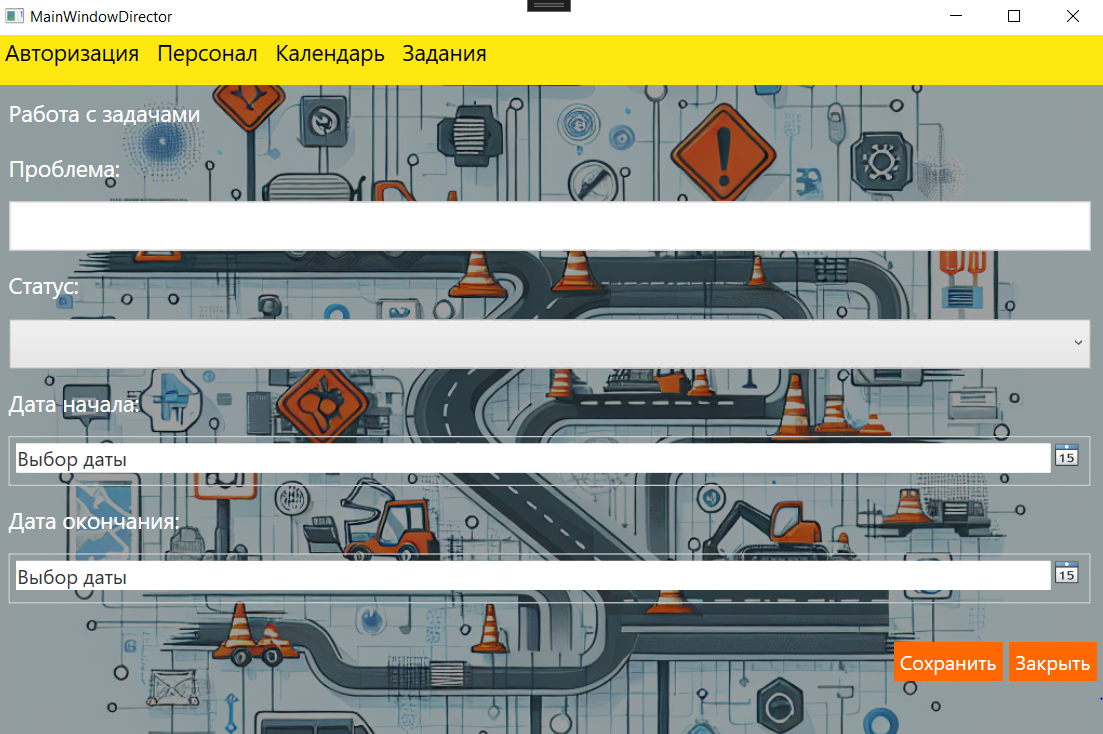 MainWindowDirector
Авторизация Персонал Календарь Задания
Работа с задачами
Проблема:
Статус:
Дата начала:
Выбор даты 15
Дата окончания:
Выбор даты 15
Сохранить Закрыть